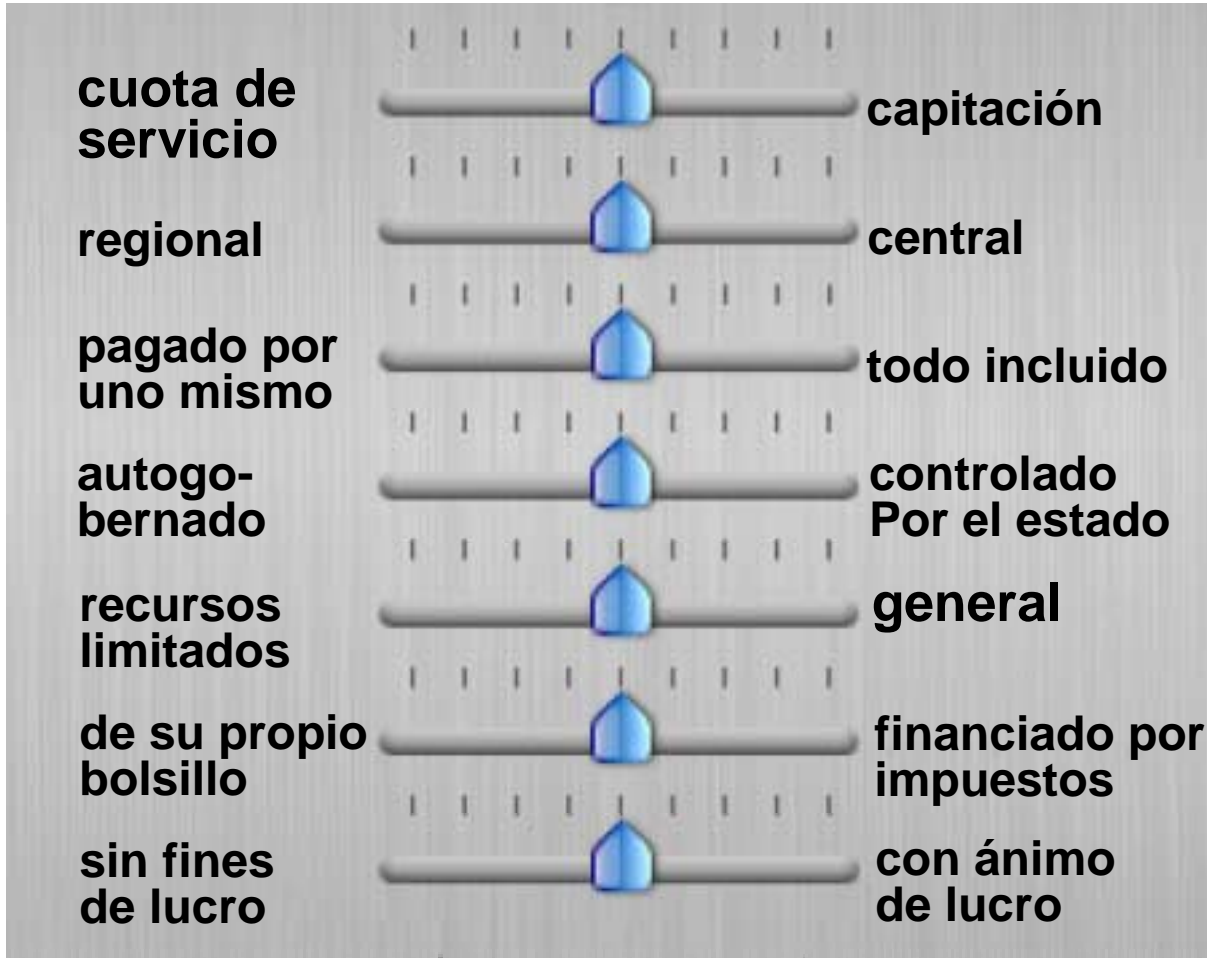 cuota de
servicio
capitación
regional
central
pagado por
uno mismo
todo incluido
autogo-
bernado
controlado
Por el estado
recursos
limitados
general
de su propio
bolsillo
financiado por
impuestos
sin fines
de lucro
con ánimo
de lucro